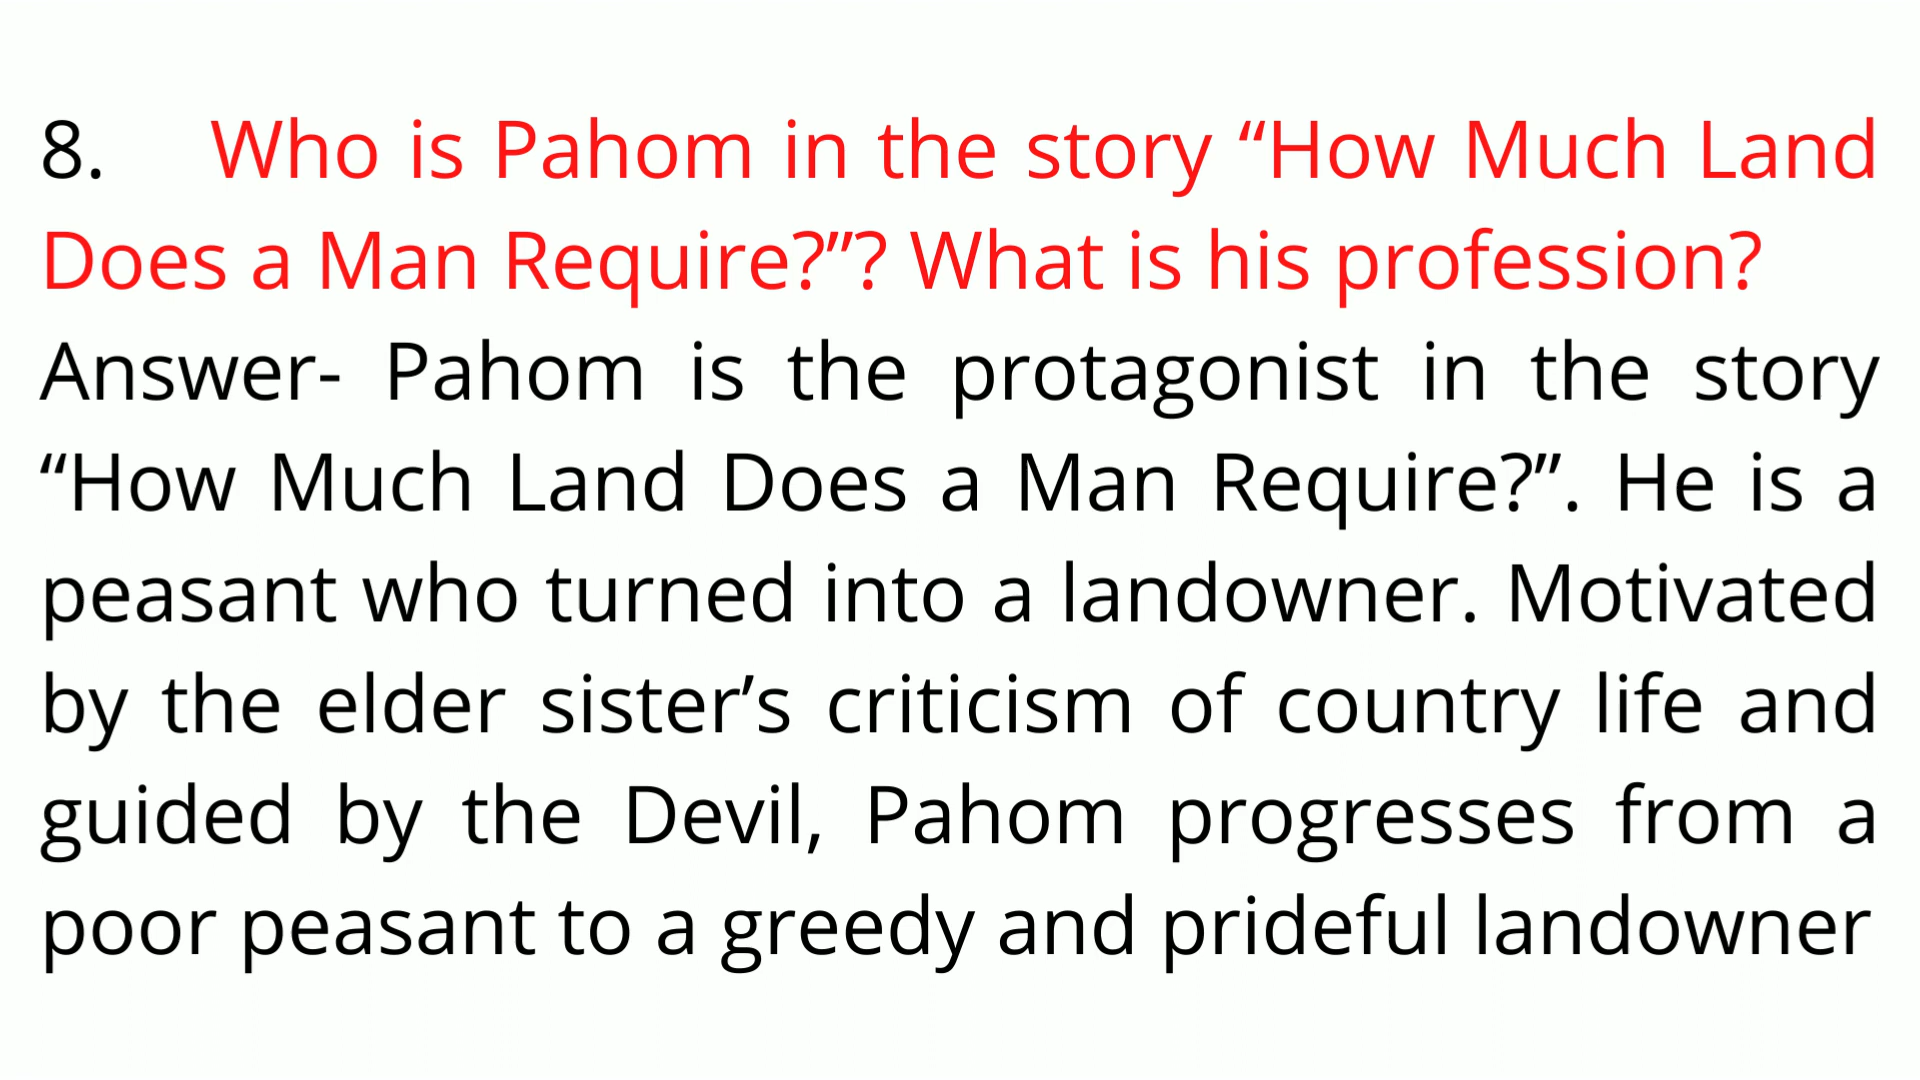 8. Who is Pahom in the story “How Much Land
Does a Man Require?”? What is his profession?
Answer- Pahom is the protagonist in the story
“How Much Land Does a Man Require?”. He is a
peasant who turned into a landowner. Motivated
by the elder sister’s criticism of country life and
guided by the Devil, Pahom progresses from a
poor peasant to a greedy and prideful landowner